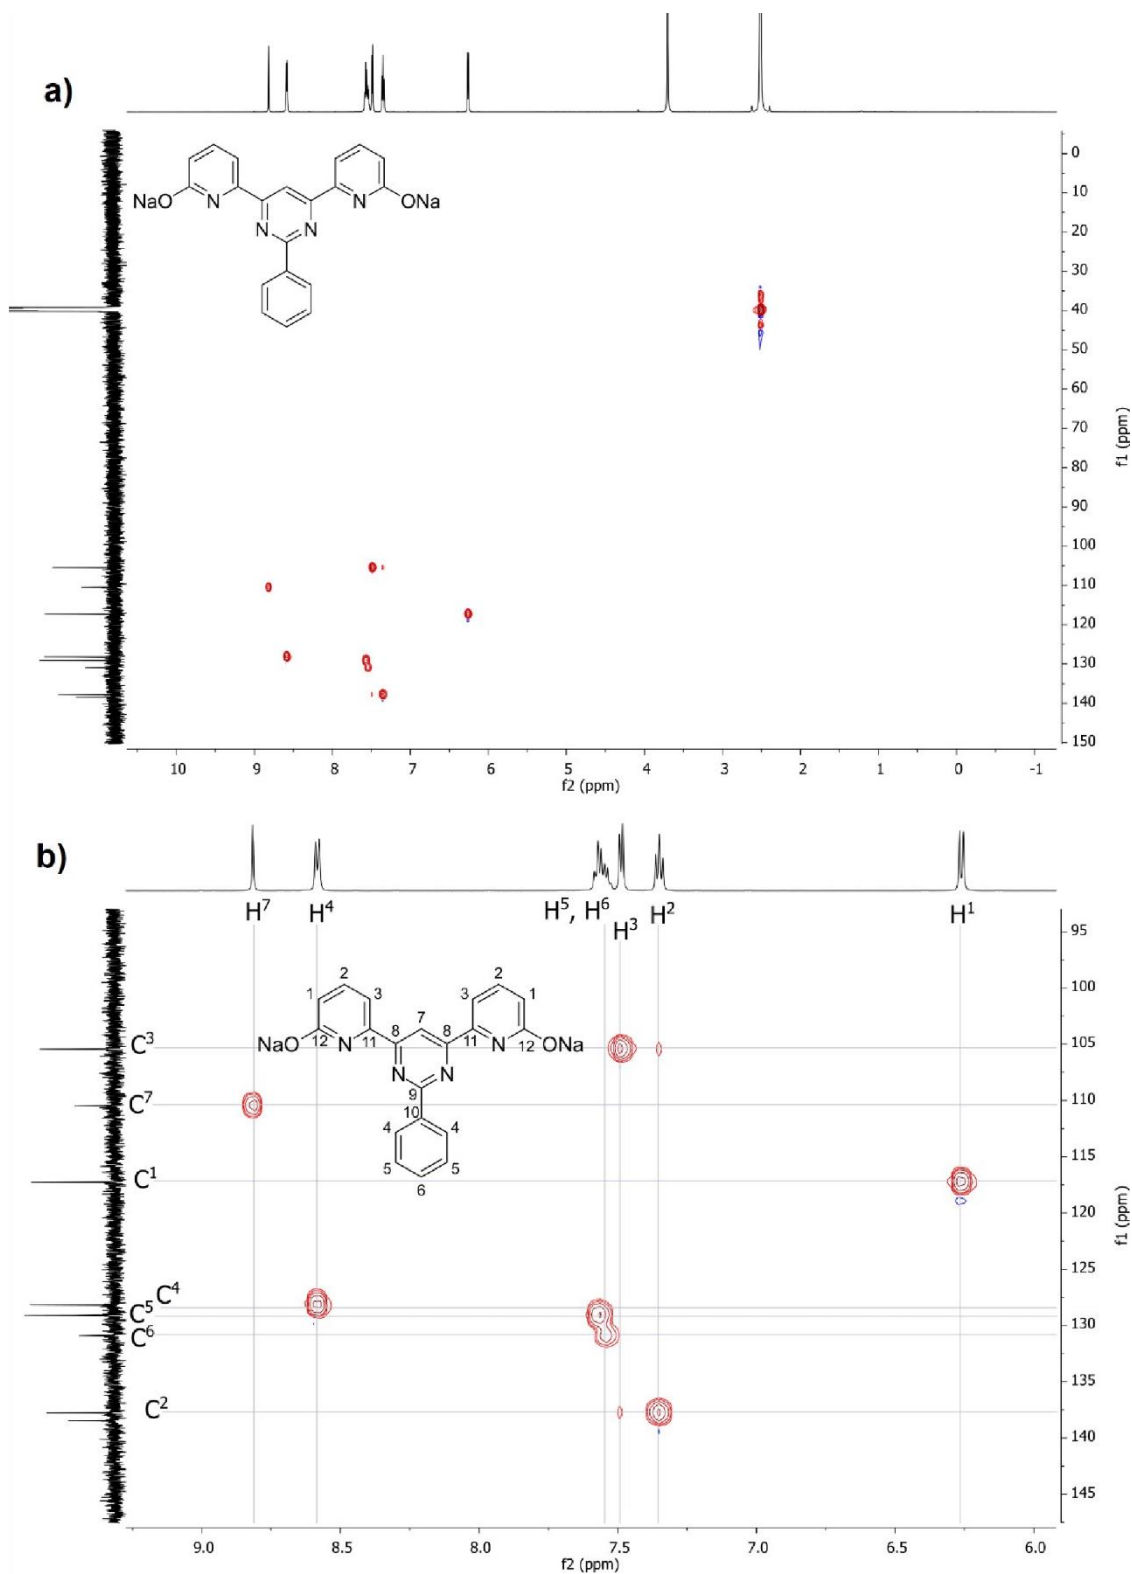 a)
NaO N N ONa
N N
0
10
20
30
40
50
60
70
80
90
100
110
120
130
140
150
f1 (ppm)
10 9 8 7 6 5 4 3 2 1 0 -1
f2 (ppm)
b)
H7 H4 H5, H6 H3 H2 H1
2 2
1 3 7 3 1
8 8
NaO 12 N 11 11 N 12 ONa
N N
9
10
4 4
5 5
6
C3
C7
C1
C4
C5
C6
C2
95
100
105
110
115
120
125
130
135
140
145
f1 (ppm)
9.0 8.5 8.0 7.5 7.0 6.5 6.0
f2 (ppm)